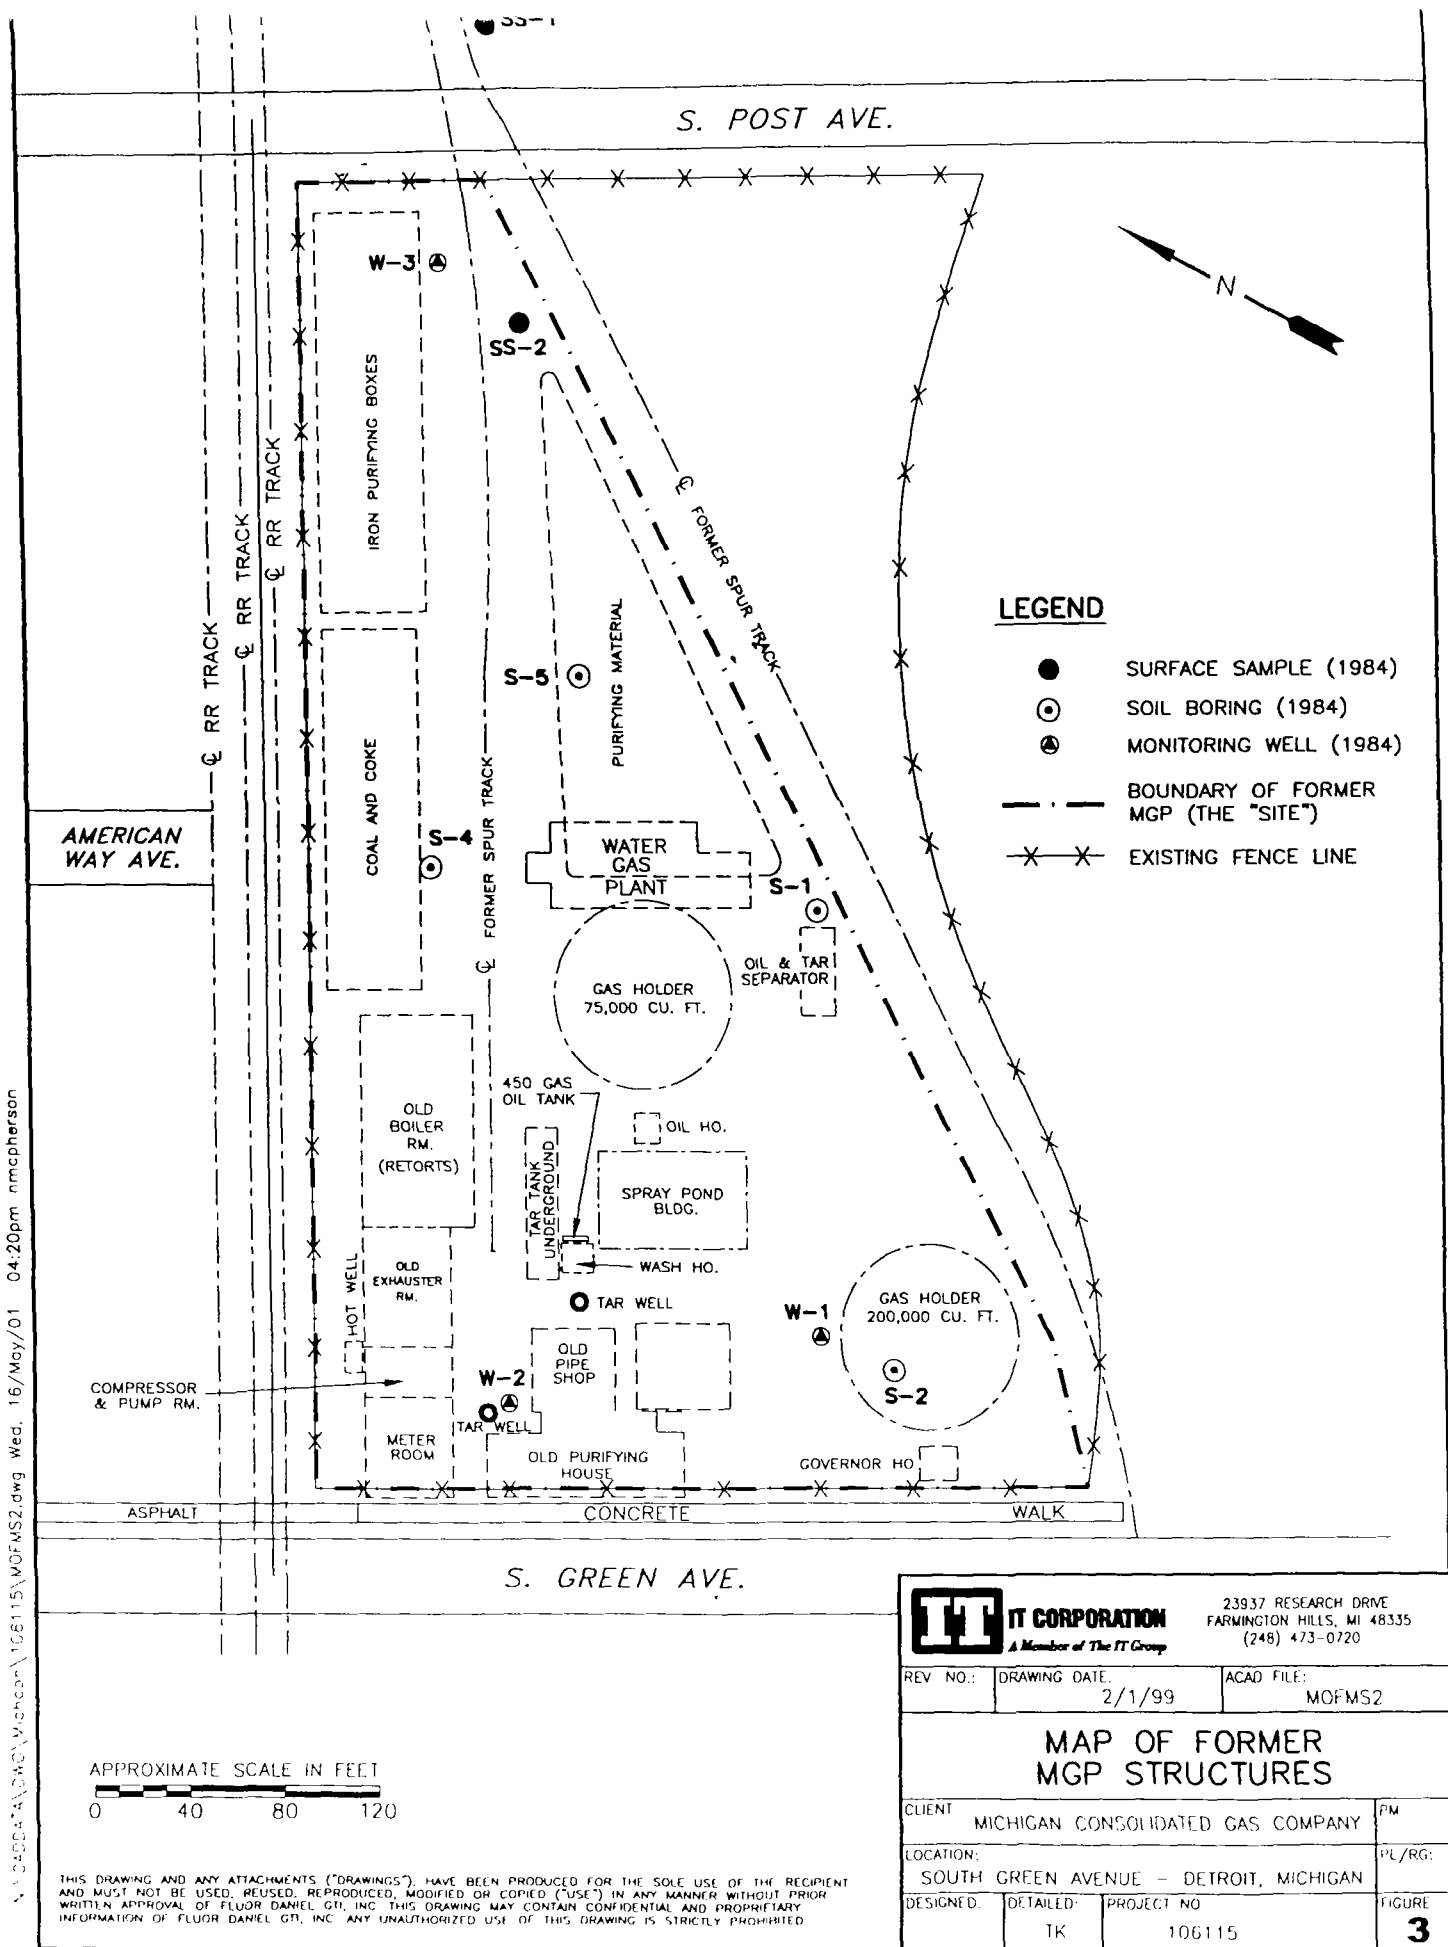 SS-1
S. POST AVE.
W-3
N
SS-2
IRON PURIFYING BOXES
℄ RR TRACK
℄ RR TRACK
℄ RR TRACK
℄ FORMER SPUR TRACK
LEGEND
SURFACE SAMPLE (1984)
SOIL BORING (1984)
MONITORING WELL (1984)
BOUNDARY OF FORMER
MGP (THE "SITE")
EXISTING FENCE LINE
S-5
PURIFYING MATERIAL
COAL AND COKE
℄ FORMER SPUR TRACK
AMERICAN
WAY AVE.
S-4
WATER
GAS
PLANT
S-1
OIL & TAR
SEPARATOR
GAS HOLDER
75,000 CU. FT.
450 GAS
OIL TANK
OLD
BOILER
RM.
(RETORTS)
OIL HO.
TAR TANK
UNDERGROUND
SPRAY POND
BLDG.
WASH HO.
HOT WELL
OLD
EXHAUSTER
RM.
TAR WELL
W-1
GAS HOLDER
200,000 CU. FT.
OLD
PIPE
SHOP
S-2
COMPRESSOR
& PUMP RM.
W-2
TAR WELL
METER
ROOM
OLD PURIFYING
HOUSE
GOVERNOR HO
ASPHALT
CONCRETE
WALK
S. GREEN AVE.
IT
IT CORPORATION
A Member of The IT Group
23937 RESEARCH DRIVE
FARMINGTON HILLS, MI 48335
(248) 473-0720
REV NO.:
DRAWING DATE:
2/1/99
ACAD FILE:
MOFMS2
MAP OF FORMER
MGP STRUCTURES
CLIENT
MICHIGAN CONSOLIDATED GAS COMPANY
PM
LOCATION:
SOUTH GREEN AVENUE - DETROIT, MICHIGAN
PL/RG:
DESIGNED:
DETAILED:
TK
PROJECT NO
106115
FIGURE
3
APPROXIMATE SCALE IN FEET
0 40 80 120
THIS DRAWING AND ANY ATTACHMENTS ("DRAWINGS"), HAVE BEEN PRODUCED FOR THE SOLE USE OF THE RECIPIENT
AND MUST NOT BE USED, REUSED, REPRODUCED, MODIFIED OR COPIED ("USE") IN ANY MANNER WITHOUT PRIOR
WRITTEN APPROVAL OF FLUOR DANIEL GTI, INC THIS DRAWING MAY CONTAIN CONFIDENTIAL AND PROPRIETARY
INFORMATION OF FLUOR DANIEL GTI, INC ANY UNAUTHORIZED USE OF THIS DRAWING IS STRICTLY PROHIBITED
106115\MOFMS2.dwg Wed, 16/May/01 04:20pm nmcpherson